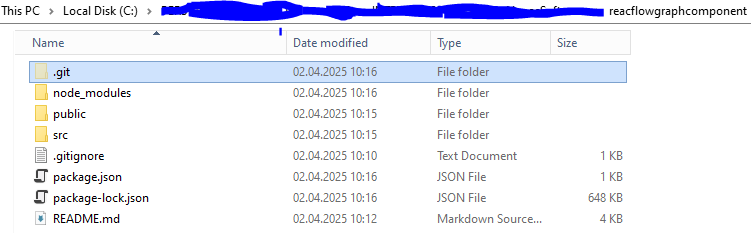 This PC > Local Disk (C:) > reacflowgraphcomponent
Date modified Type Size
.git 02.04.2025 10:16 File folder
node_modules 02.04.2025 10:16 File folder
public 02.04.2025 10:15 File folder
src 02.04.2025 10:15 File folder
.gitignore 02.04.2025 10:10 Text Document 1 KB
package.json 02.04.2025 10:16 JSON File 1 KB
package-lock.json 02.04.2025 10:16 JSON File 648 KB
README.md 02.04.2025 10:12 Markdown Source... 4 KB